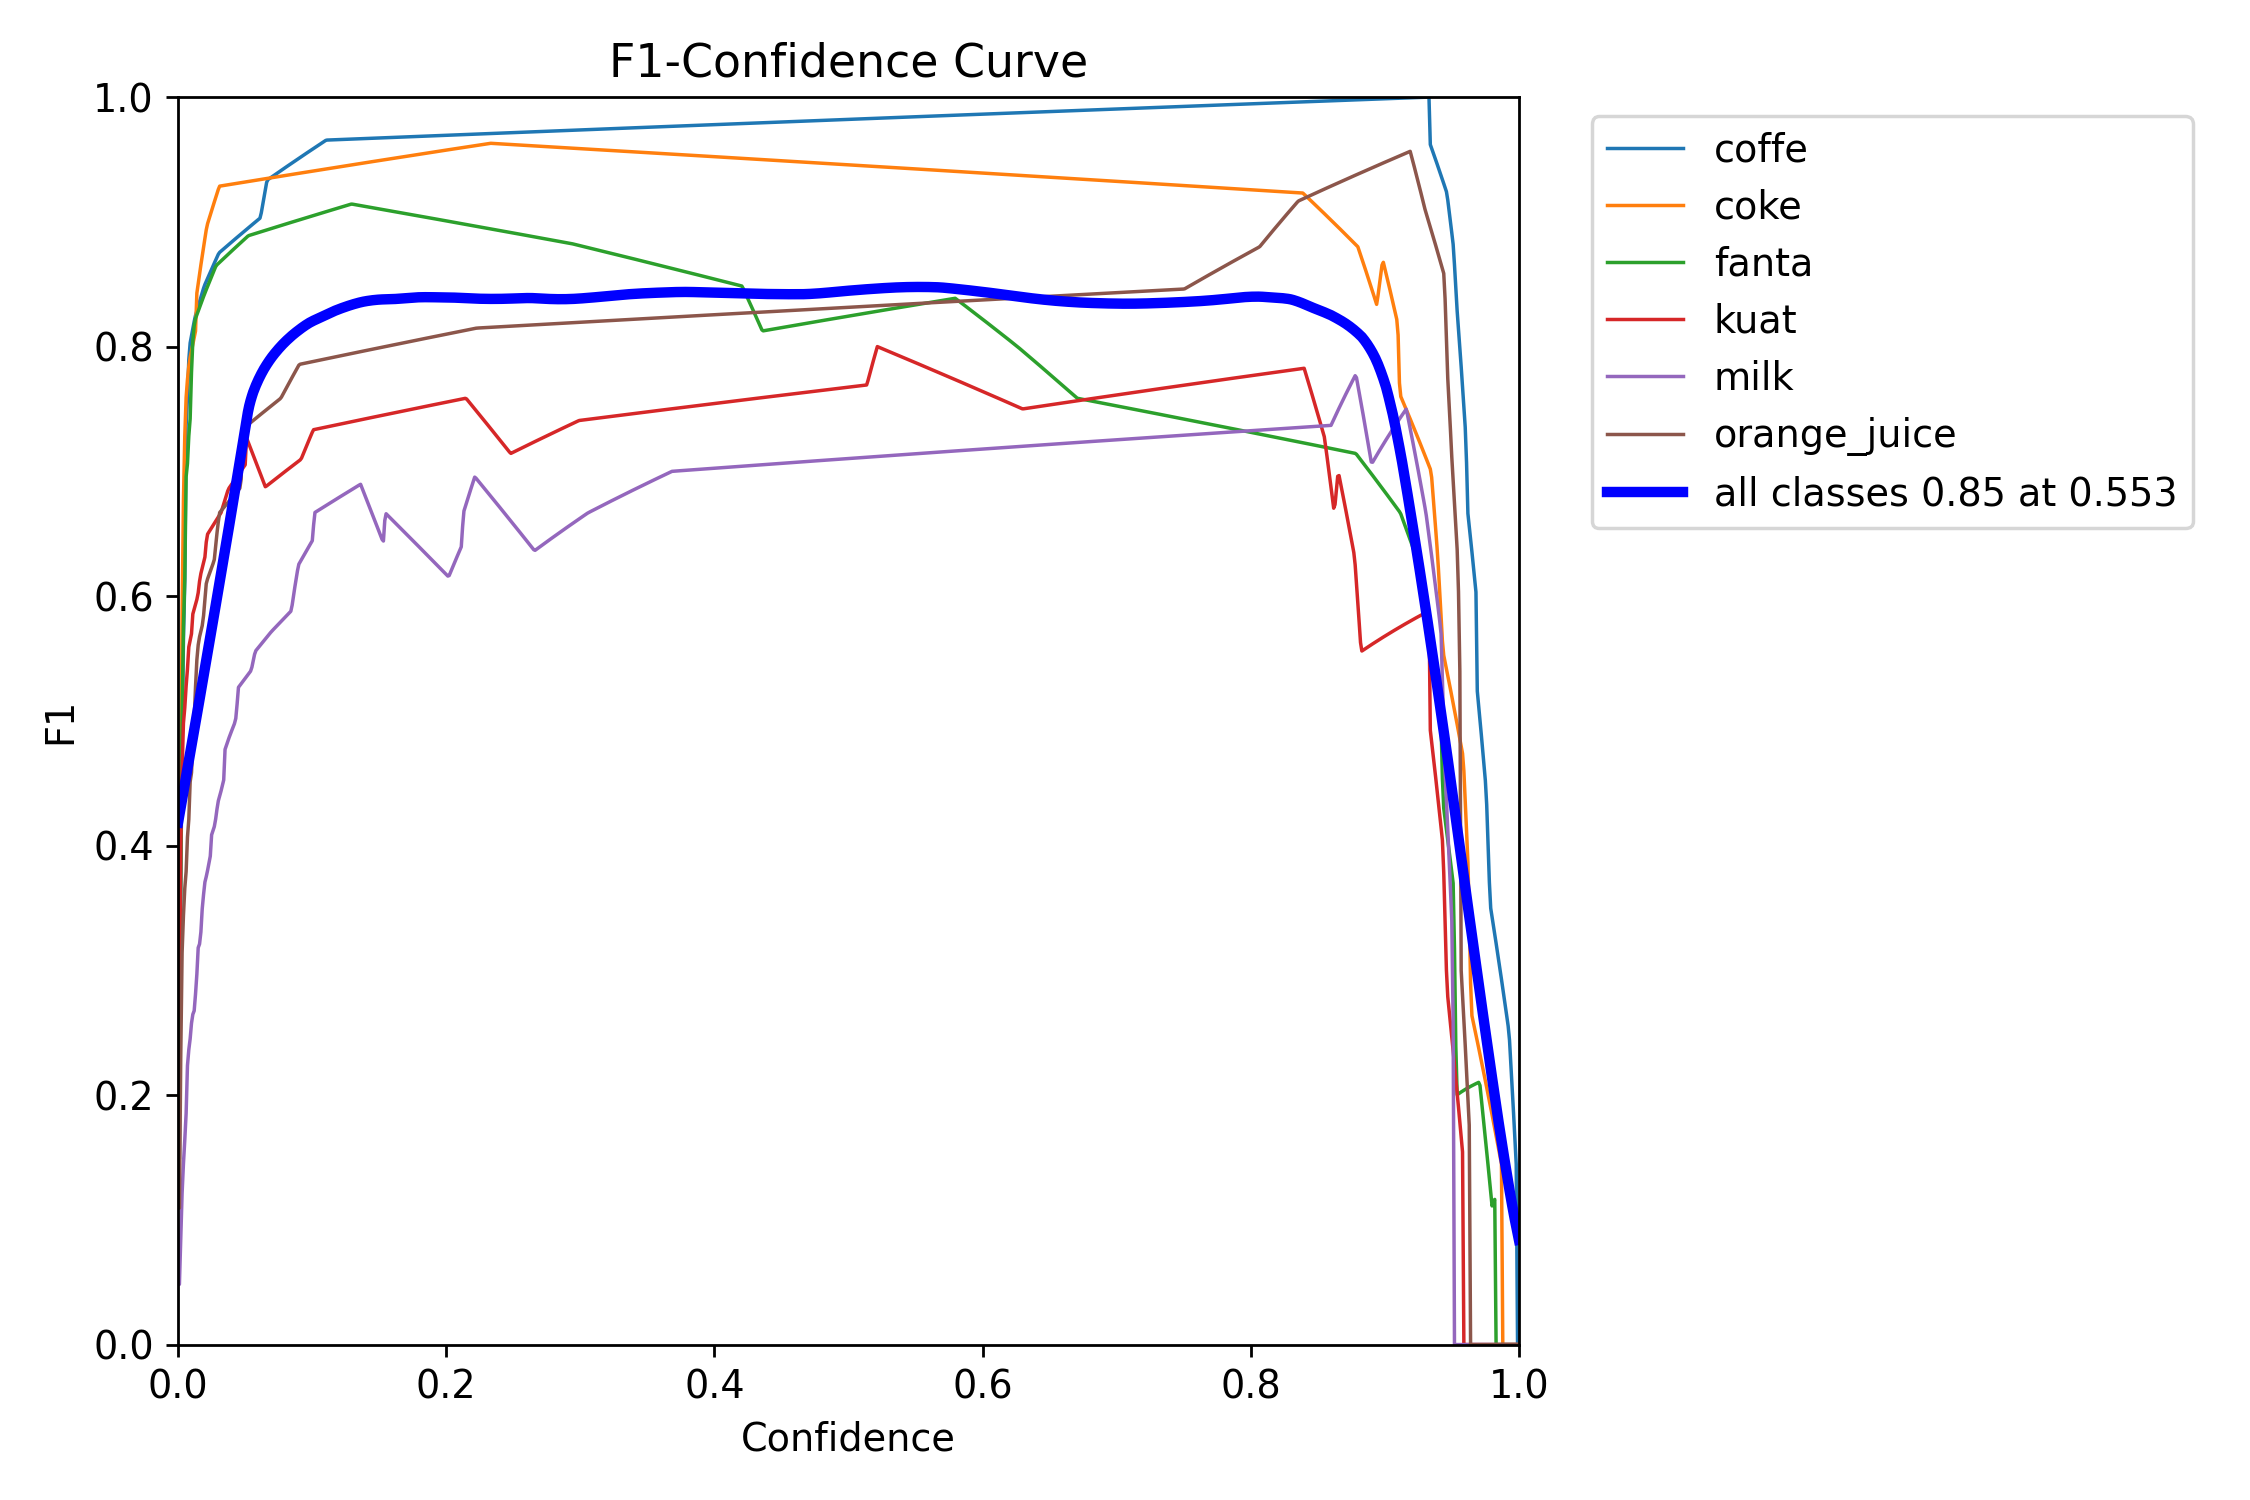 F1-Confidence Curve
1.0
0.8
0.6
0.4
0.2
0.0
F1
0.0 0.2 0.4 0.6 0.8 1.0
Confidence
coffe
coke
fanta
kuat
milk
orange_juice
all classes 0.85 at 0.553